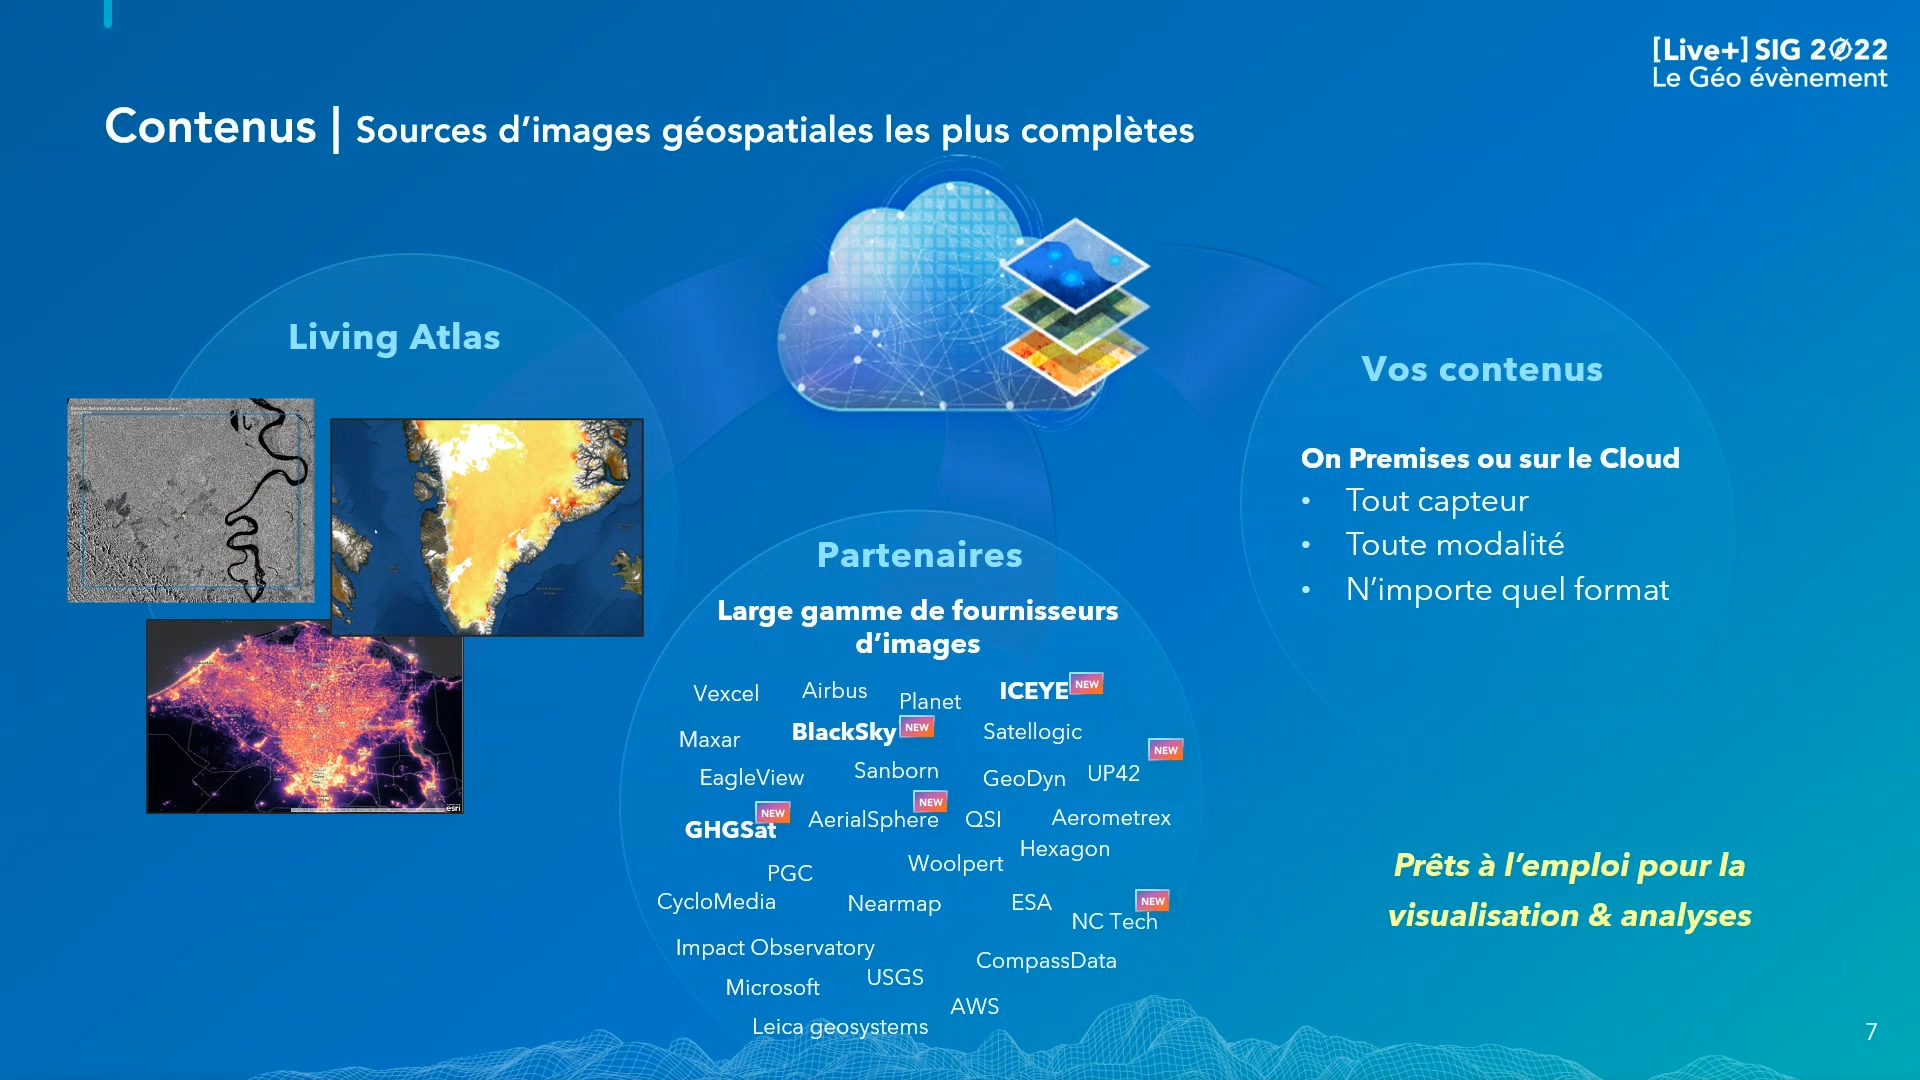 [Live+] SIG 2022
Le Géo évènement
Contenus | Sources d’images géospatiales les plus complètes
Living Atlas
esri
Partenaires
Large gamme de fournisseurs
d’images
Vexcel Airbus Planet ICEYE NEW
Maxar BlackSky NEW Satellogic
NEW
EagleView Sanborn GeoDyn UP42
NEW NEW
GHGSat AerialSphere QSI Aerometrex
PGC Woolpert Hexagon
CycloMedia Nearmap ESA NEW
NC Tech
Impact Observatory CompassData
Microsoft USGS
AWS
Leica geosystems
Vos contenus
On Premises ou sur le Cloud
• Tout capteur
• Toute modalité
• N’importe quel format
Prêts à l’emploi pour la
visualisation & analyses
7